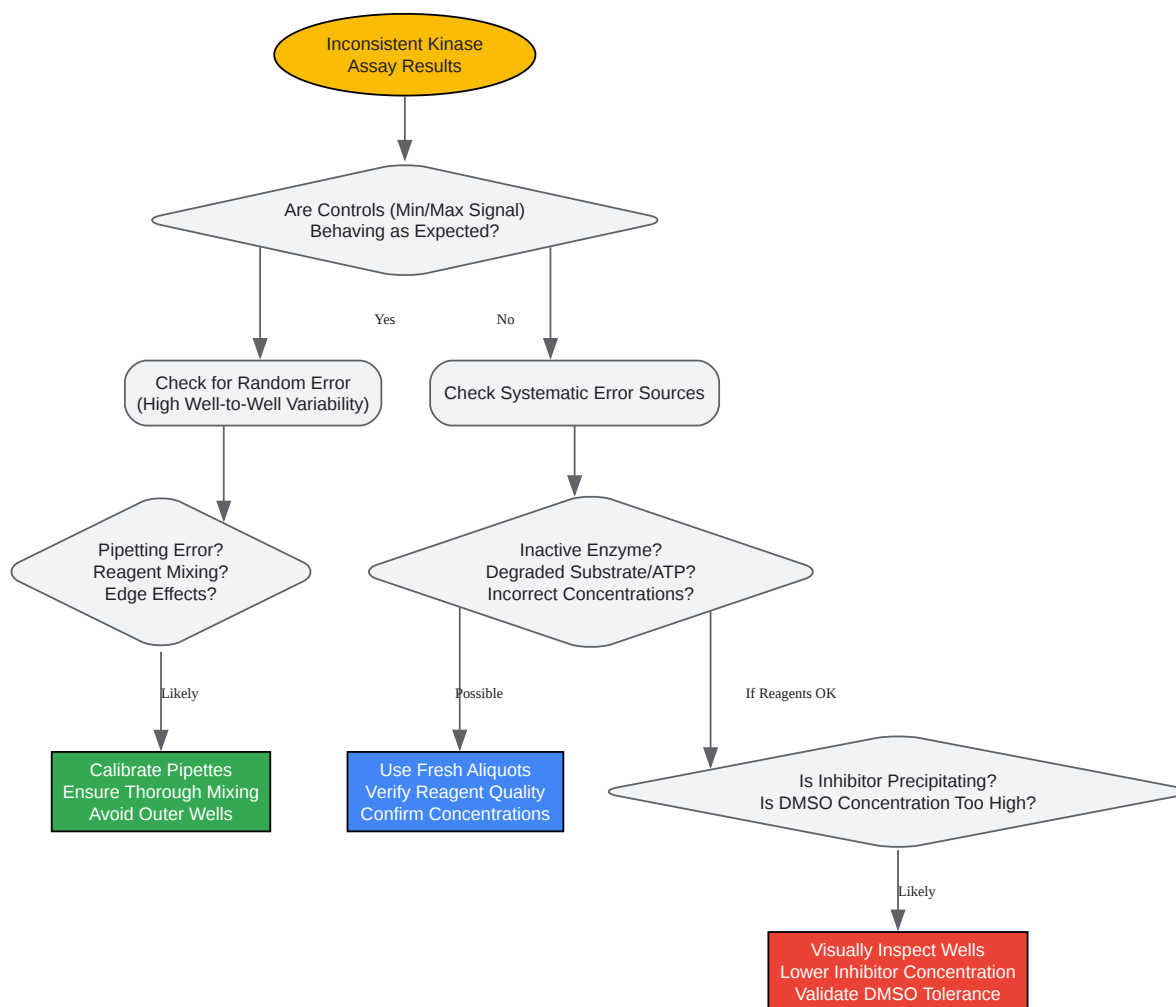 Inconsistent Kinase
Assay Results
Are Controls (Min/Max Signal)
Behaving as Expected?
Yes
No
Check for Random Error
(High Well-to-Well Variability)
Check Systematic Error Sources
Pipetting Error?
Reagent Mixing?
Edge Effects?
Inactive Enzyme?
Degraded Substrate/ATP?
Incorrect Concentrations?
Likely
Possible
If Reagents OK
Calibrate Pipettes
Ensure Thorough Mixing
Avoid Outer Wells
Use Fresh Aliquots
Verify Reagent Quality
Confirm Concentrations
Is Inhibitor Precipitating?
Is DMSO Concentration Too High?
Likely
Visually Inspect Wells
Lower Inhibitor Concentration
Validate DMSO Tolerance